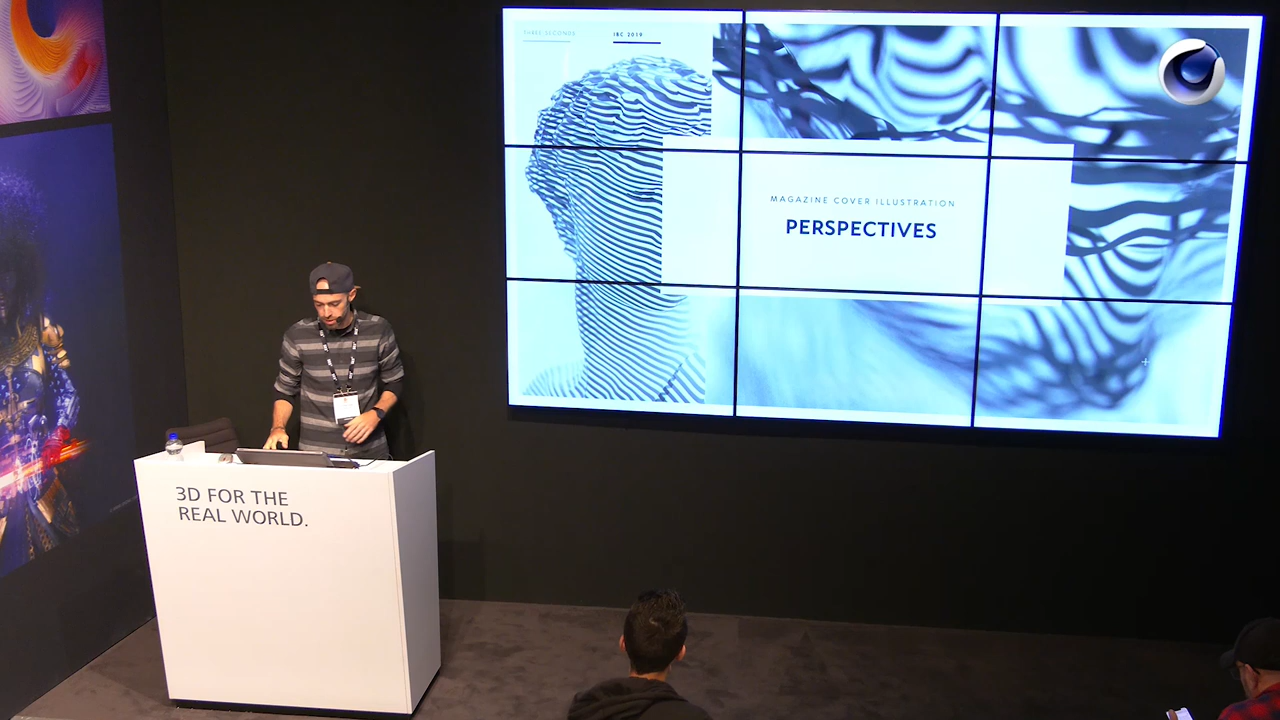 THREE SECONDS
IBC 2019
MAGAZINE COVER ILLUSTRATION
PERSPECTIVES
3D FOR THE
REAL WORLD.